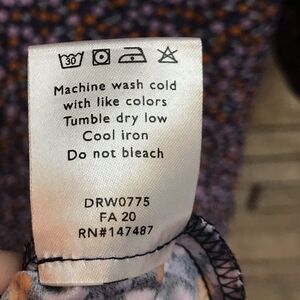 30
Machine wash cold
with like colors
Tumble dry low
Cool iron
Do not bleach
DRW0775
FA 20
RN#147487